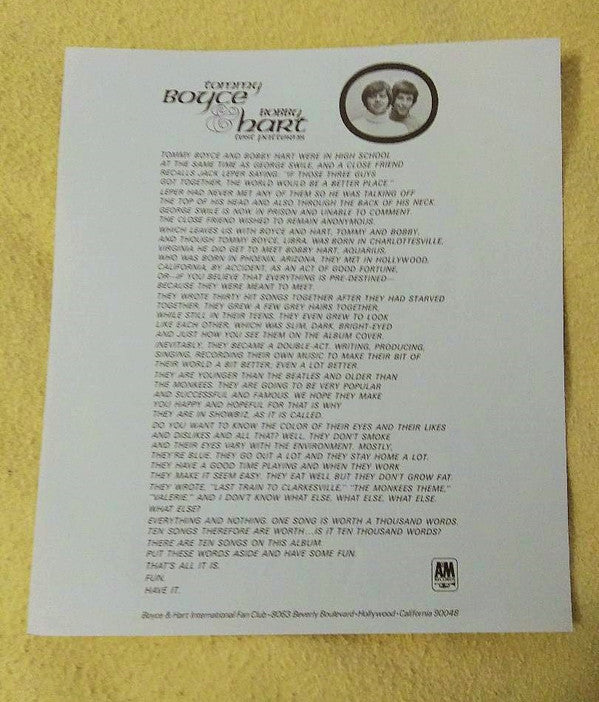 tommy
BOYCE
& BOBBY
hart
test patterns
TOMMY BOYCE AND BOBBY HART WERE IN HIGH SCHOOL
AT THE SAME TIME AS GEORGE SWILE, AND A CLOSE FRIEND
RECALLS JACK LEPER SAYING, "IF THOSE THREE GUYS
GOT TOGETHER, THE WORLD WOULD BE A BETTER PLACE."
LEPER HAD NEVER MET ANY OF THEM SO HE WAS TALKING OFF
THE TOP OF HIS HEAD AND ALSO THROUGH THE BACK OF HIS NECK.
GEORGE SWILE IS NOW IN PRISON AND UNABLE TO COMMENT.
THE CLOSE FRIEND WISHED TO REMAIN ANONYMOUS.
WHICH LEAVES US WITH BOYCE AND HART, TOMMY AND BOBBY,
AND THOUGH TOMMY BOYCE, LIBRA, WAS BORN IN CHARLOTTESVILLE,
VIRGINIA HE DID GET TO MEET BOBBY HART, AQUARIUS,
WHO WAS BORN IN PHOENIX, ARIZONA. THEY MET IN HOLLYWOOD,
CALIFORNIA, BY ACCIDENT, AS AN ACT OF GOOD FORTUNE,
OR—IF YOU BELIEVE THAT EVERYTHING IS PRE-DESTINED—
BECAUSE THEY WERE MEANT TO MEET.
THEY WROTE THIRTY HIT SONGS TOGETHER AFTER THEY HAD STARVED
TOGETHER. THEY GREW A FEW GREY HAIRS TOGETHER,
WHILE STILL IN THEIR TEENS. THEY EVEN GREW TO LOOK
LIKE EACH OTHER, WHICH WAS SLIM, DARK, BRIGHT-EYED
AND JUST HOW YOU SEE THEM ON THE ALBUM COVER.
INEVITABLY, THEY BECAME A DOUBLE-ACT, WRITING, PRODUCING,
SINGING, RECORDING THEIR OWN MUSIC TO MAKE THEIR BIT OF
THEIR WORLD A BIT BETTER, EVEN A LOT BETTER.
THEY ARE YOUNGER THAN THE BEATLES AND OLDER THAN
THE MONKEES. THEY ARE GOING TO BE VERY POPULAR
AND SUCCESSFUL AND FAMOUS. WE HOPE THEY MAKE
YOU HAPPY AND HOPEFUL FOR THAT IS WHY
THEY ARE IN SHOWBIZ, AS IT IS CALLED.
DO YOU WANT TO KNOW THE COLOR OF THEIR EYES AND THEIR LIKES
AND DISLIKES AND ALL THAT? WELL, THEY DON'T SMOKE
AND THEIR EYES VARY WITH THE ENVIRONMENT. MOSTLY,
THEY'RE BLUE. THEY GO OUT A LOT AND THEY STAY HOME A LOT.
THEY HAVE A GOOD TIME PLAYING AND WHEN THEY WORK
THEY MAKE IT SEEM EASY. THEY EAT WELL BUT THEY DON'T GROW FAT.
THEY WROTE, "LAST TRAIN TO CLARKESVILLE," "THE MONKEES THEME,"
"VALERIE," AND I DON'T KNOW WHAT ELSE, WHAT ELSE, WHAT ELSE.
WHAT ELSE?
EVERYTHING AND NOTHING. ONE SONG IS WORTH A THOUSAND WORDS.
TEN SONGS THEREFORE ARE WORTH...IS IT TEN THOUSAND WORDS?
THERE ARE TEN SONGS ON THIS ALBUM.
PUT THESE WORDS ASIDE AND HAVE SOME FUN.
THAT'S ALL IT IS.
FUN.
HAVE IT.
A&M
RECORDS
Boyce & Hart International Fan Club • 8063 Beverly Boulevard • Hollywood • California 90048